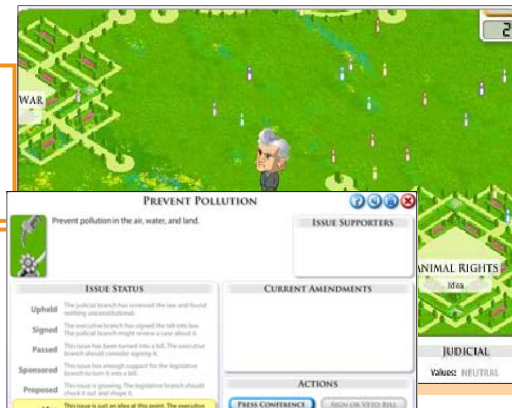 2
WAR
PREVENT POLLUTION
Prevent pollution in the air, water, and land.
ISSUE SUPPORTERS
ISSUE STATUS
Upheld The judicial branch has reviewed the law and found nothing unconstitutional.
Signed The executive branch has signed the bill into law. The judicial branch might review a case about it.
Passed This issue has been turned into a bill. The executive branch should consider signing it.
Sponsored This issue has enough support for the legislative branch to turn it into a bill.
Proposed This issue is growing. The legislative branch should check it out and shape it.
This issue is just an idea at this point. The executive
CURRENT AMENDMENTS
ACTIONS
PRESS CONFERENCE
SIGN OR VETO BILL
ANIMAL RIGHTS
Idea
JUDICIAL
Values: NEUTRAL